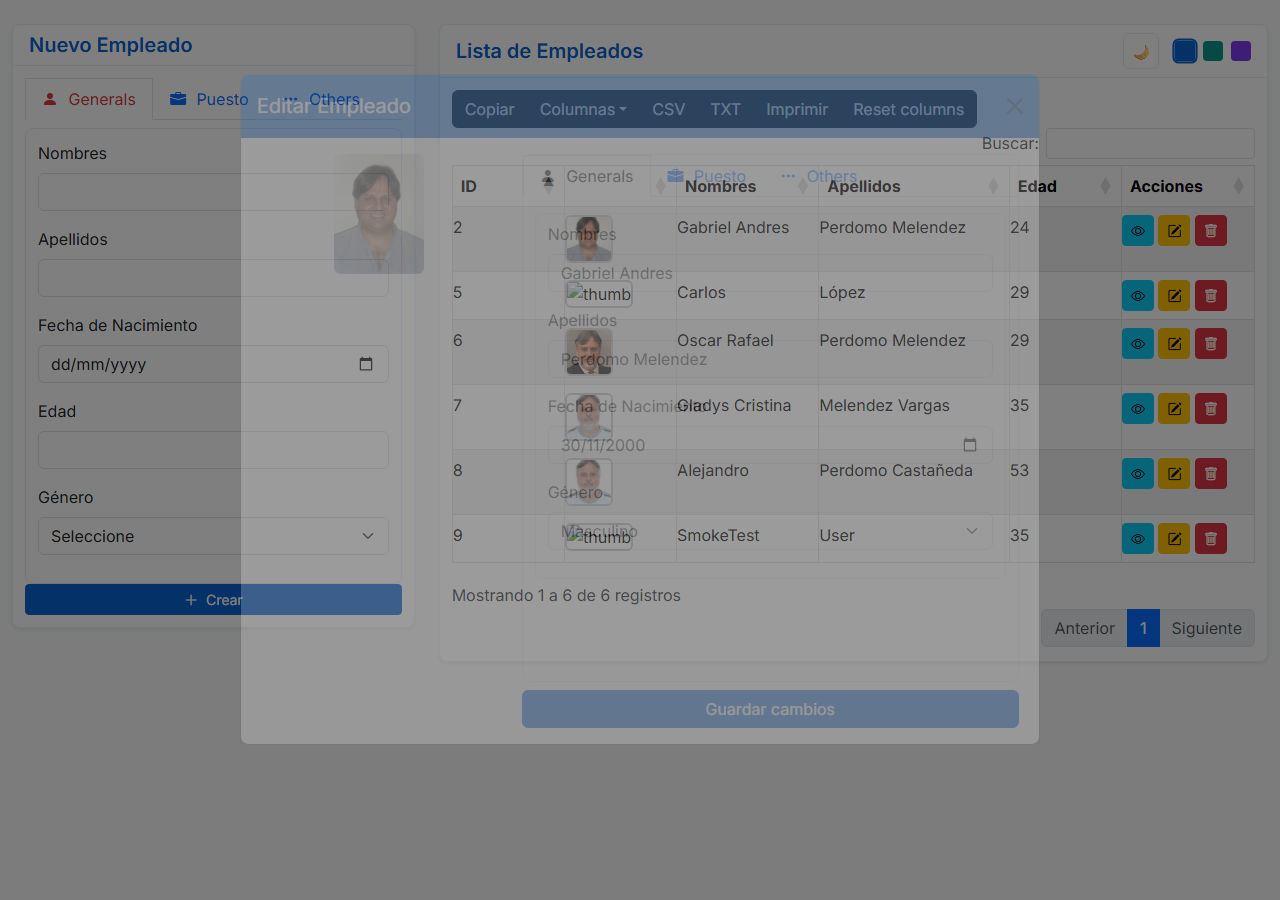 Nuevo Empleado
Generals Puesto Others
Nombres
Apellidos
Fecha de Nacimiento
dd/mm/yyyy
Edad
Género
Seleccione
Crear
Lista de Empleados
Copiar Columnas CSV TXT Imprimir Reset columns
Buscar:
ID Nombres Apellidos Edad Acciones
2 Gabriel Andres Perdomo Melendez 24
5 thumb Carlos López 29
6 Oscar Rafael Perdomo Melendez 29
7 Gladys Cristina Melendez Vargas 35
8 Alejandro Perdomo Castañeda 53
9 thumb SmokeTest User 35
Mostrando 1 a 6 de 6 registros
Anterior 1 Siguiente
Editar Empleado
Generals Puesto Others
Nombres
Gabriel Andres
Apellidos
Perdomo Melendez
Fecha de Nacimiento
30/11/2000
Género
Masculino
Guardar cambios